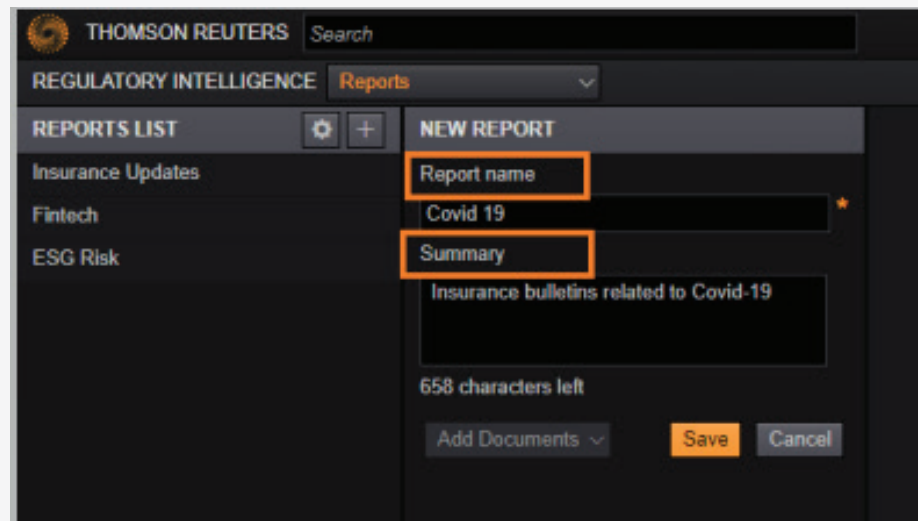 THOMSON REUTERS Search
REGULATORY INTELLIGENCE Reports
REPORTS LIST
Insurance Updates
Fintech
ESG Risk
NEW REPORT
Report name
Covid 19 *
Summary
Insurance bulletins related to Covid-19
658 characters left
Add Documents Save Cancel